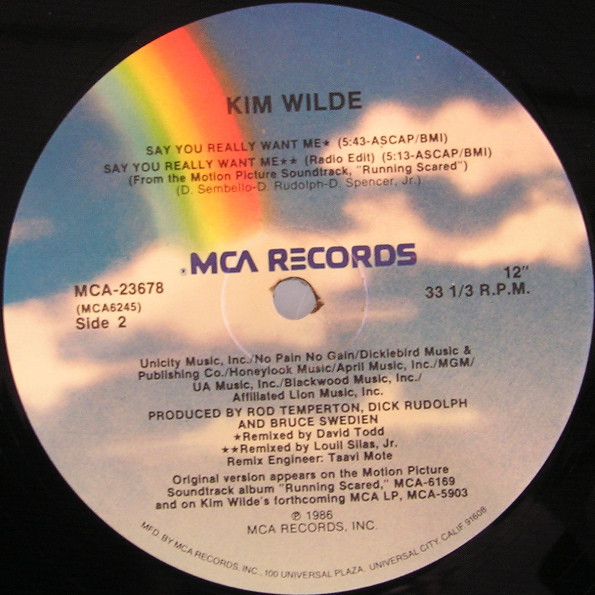 KIM WILDE
SAY YOU REALLY WANT ME★ (5:43-ASCAP/BMI)
SAY YOU REALLY WANT ME★★ (Radio Edit) (5:13-ASCAP/BMI)
(From the Motion Picture Soundtrack, "Running Scared")
(D. Sembello-D. Rudolph-D. Spencer, Jr.)
MCA RECORDS
MCA-23678
(MCA6245)
Side 2
12"
33 1/3 R.P.M.
Unicity Music, Inc./No Pain No Gain/Dickiebird Music &
Publishing Co./Honeylook Music/April Music, Inc./MGM/
UA Music, Inc./Blackwood Music, Inc./
Affiliated Lion Music, Inc.
PRODUCED BY ROD TEMPERTON, DICK RUDOLPH
AND BRUCE SWEDIEN
★Remixed by David Todd
★★Remixed by Louil Silas, Jr.
Remix Engineer: Taavi Mote
Original version appears on the Motion Picture
Soundtrack album "Running Scared," MCA-6169
and on Kim Wilde's forthcoming MCA LP, MCA-5903
℗ 1986
MCA RECORDS, INC.
MFD. BY MCA RECORDS, INC., 100 UNIVERSAL PLAZA, UNIVERSAL CITY, CALIF. 91608